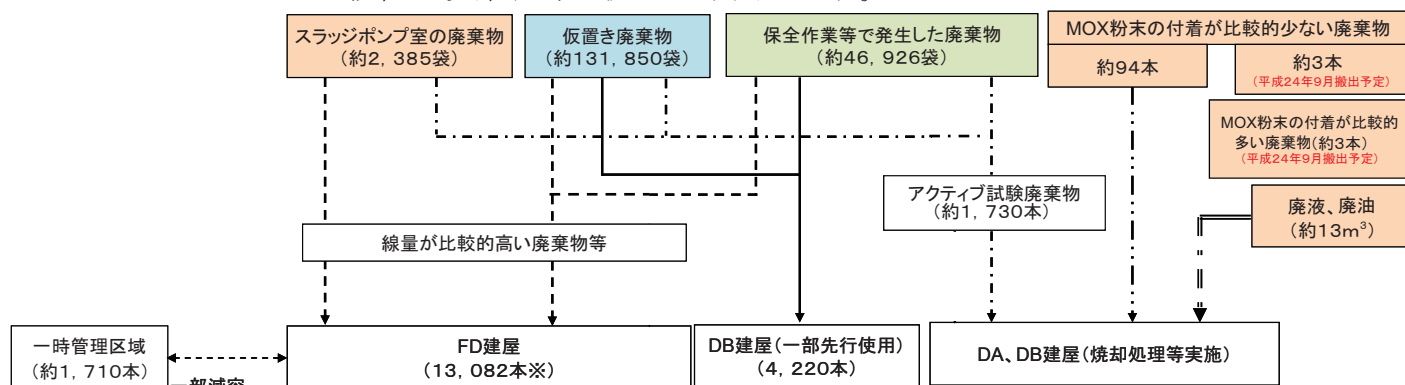 スラッジポンプ室の廃棄物
(約2, 385袋)
仮置き廃棄物
(約131, 850袋)
保全作業等で発生した廃棄物
(約46, 926袋)
MOX粉末の付着が比較的少ない廃棄物
約94本
約3本
(平成24年9月搬出予定)
MOX粉末の付着が比較的
多い廃棄物(約3本)
(平成24年9月搬出予定)
アクティブ試験廃棄物
(約1, 730本)
廃液、廃油
(約13m³)
線量が比較的高い廃棄物等
一時管理区域
(約1, 710本)
一部減容
FD建屋
(13, 082本※)
DB建屋(一部先行使用)
(4, 220本)
DA、DB建屋(焼却処理等実施)